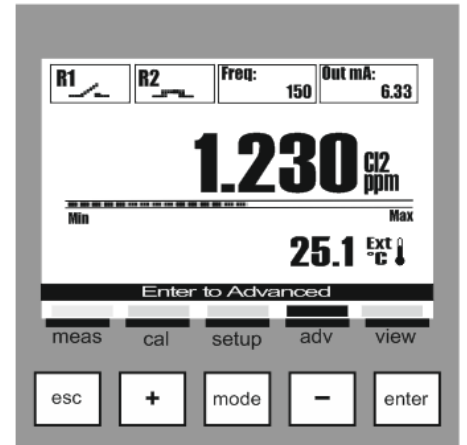 R1 R2 Freq: Out mA:
150 6.33
1.230 Cl2 ppm
Min Max
25.1 Ext °C
Enter to Advanced
meas cal setup adv view
esc + mode − enter